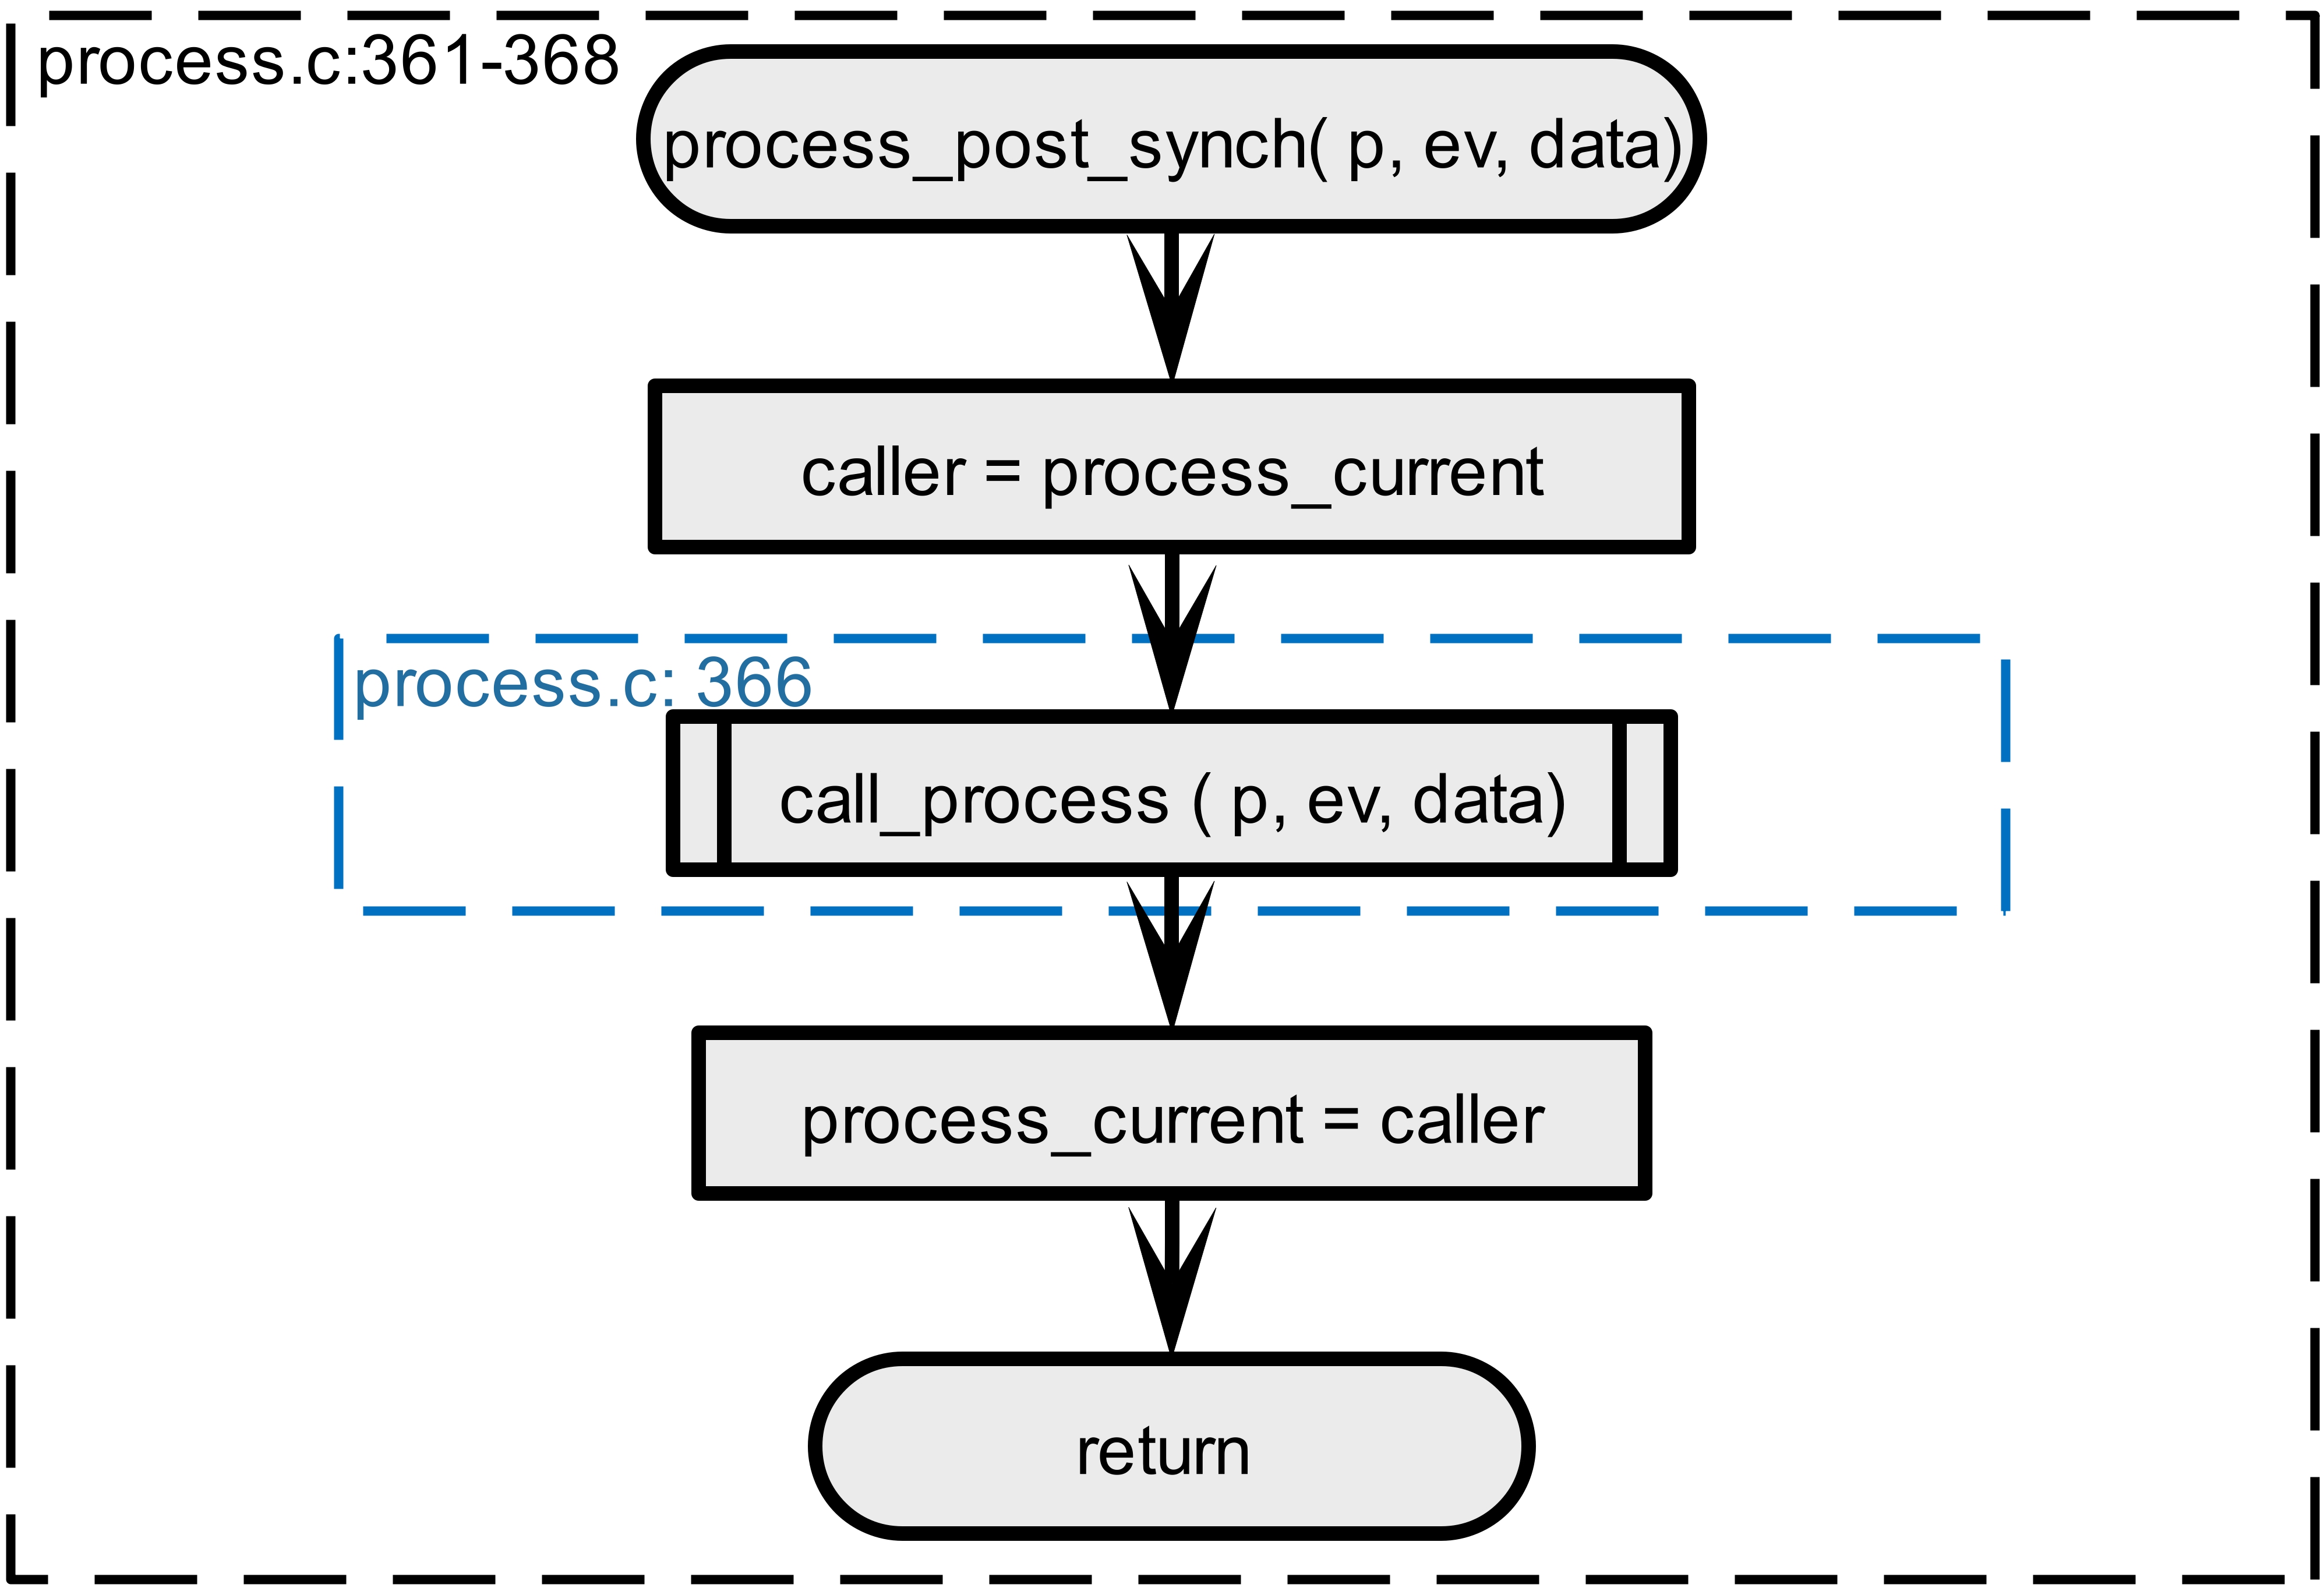 process.c:361-368
process_post_synch( p, ev, data)
caller = process_current
process.c: 366
call_process ( p, ev, data)
process_current = caller
return